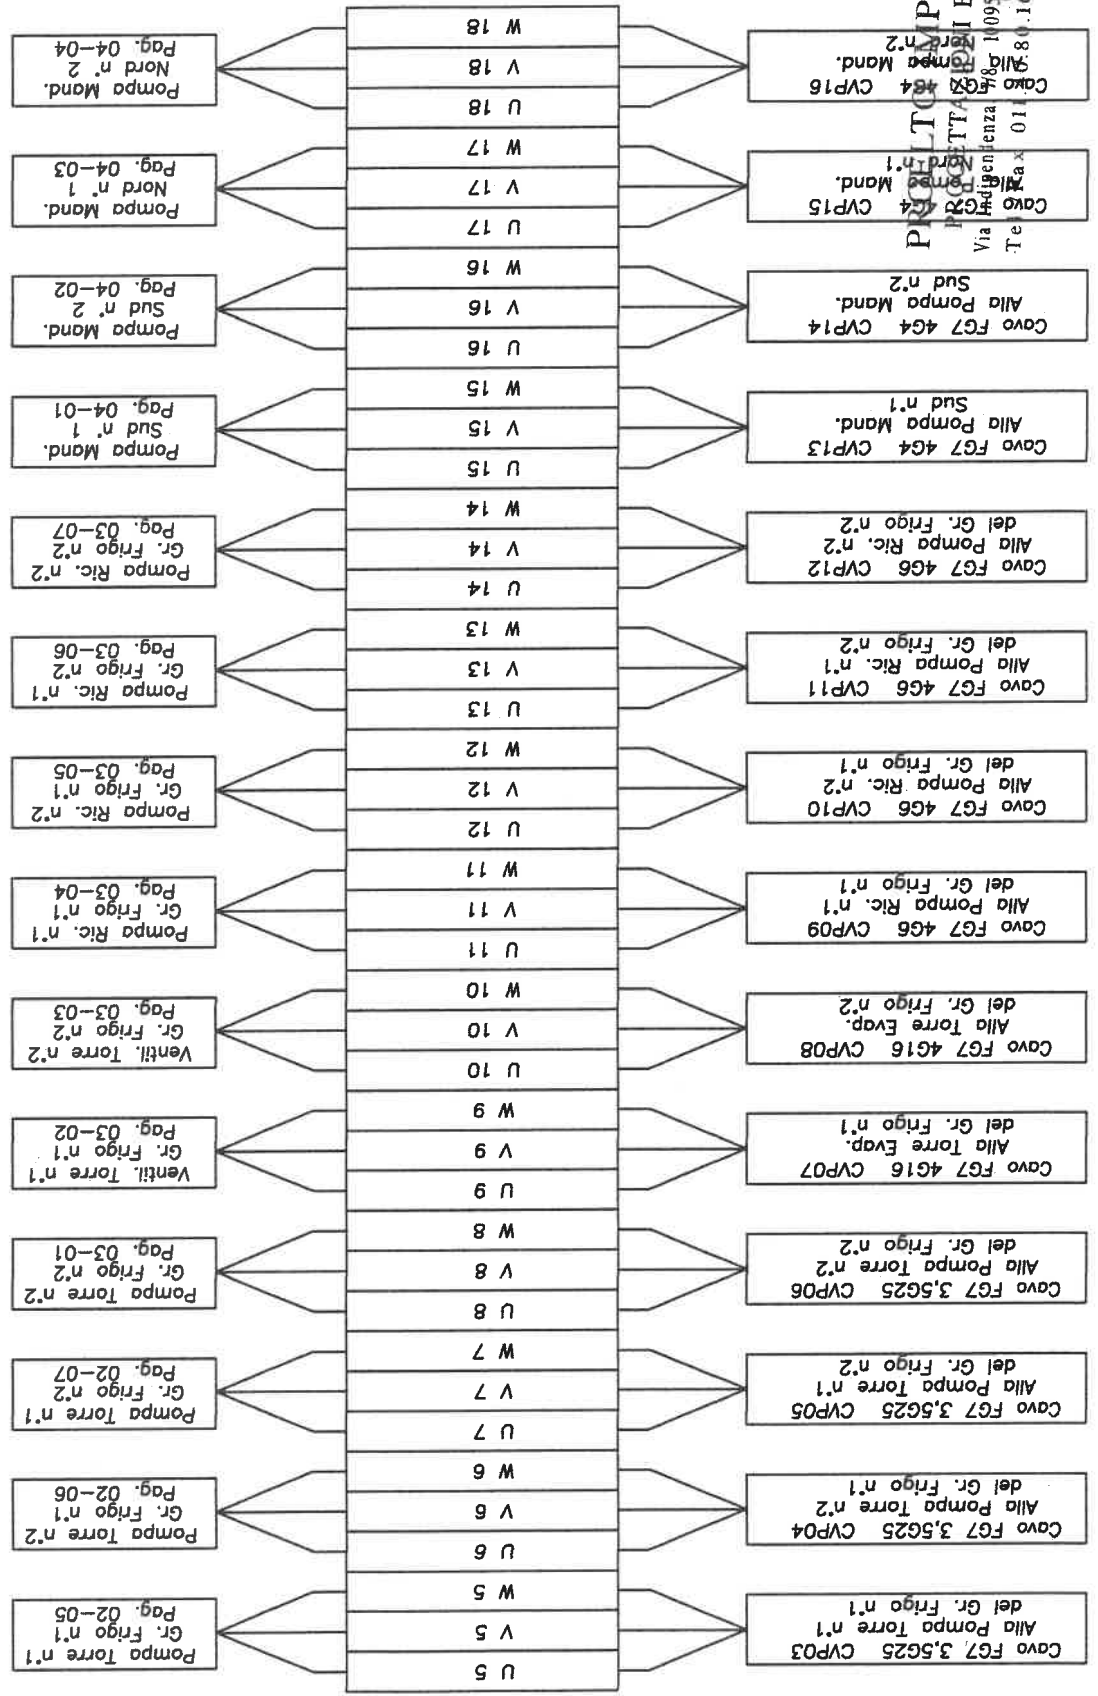 Cavo FG7 3,5G25 CVP03
Alla Pompa Torre n°1
del Gr. Frigo n°1
U 5
V 5
W 5
Pompa Torre n°1
Gr. Frigo n°1
Pag. 02-05
Cavo FG7 3,5G25 CVP04
Alla Pompa Torre n°2
del Gr. Frigo n°1
U 6
V 6
W 6
Pompa Torre n°2
Gr. Frigo n°1
Pag. 02-06
Cavo FG7 3,5G25 CVP05
Alla Pompa Torre n°1
del Gr. Frigo n°2
U 7
V 7
W 7
Pompa Torre n°1
Gr. Frigo n°2
Pag. 02-07
Cavo FG7 3,5G25 CVP06
Alla Pompa Torre n°2
del Gr. Frigo n°2
U 8
V 8
W 8
Pompa Torre n°2
Gr. Frigo n°2
Pag. 03-01
Cavo FG7 4G16 CVP07
Alla Torre Evap.
del Gr. Frigo n°1
U 9
V 9
W 9
Ventil. Torre n°1
Gr. Frigo n°1
Pag. 03-02
Cavo FG7 4G16 CVP08
Alla Torre Evap.
del Gr. Frigo n°2
U 10
V 10
W 10
Ventil. Torre n°2
Gr. Frigo n°2
Pag. 03-03
Cavo FG7 4G6 CVP09
Alla Pompa Ric. n°1
del Gr. Frigo n°1
U 11
V 11
W 11
Pompa Ric. n°1
Gr. Frigo n°1
Pag. 03-04
Cavo FG7 4G6 CVP10
Alla Pompa Ric. n°2
del Gr. Frigo n°1
U 12
V 12
W 12
Pompa Ric. n°2
Gr. Frigo n°1
Pag. 03-05
Cavo FG7 4G6 CVP11
Alla Pompa Ric. n°1
del Gr. Frigo n°2
U 13
V 13
W 13
Pompa Ric. n°1
Gr. Frigo n°2
Pag. 03-06
Cavo FG7 4G6 CVP12
Alla Pompa Ric. n°2
del Gr. Frigo n°2
U 14
V 14
W 14
Pompa Ric. n°2
Gr. Frigo n°2
Pag. 03-07
Cavo FG7 4G4 CVP13
Alla Pompa Mand.
Sud n°1
U 15
V 15
W 15
Pompa Mand.
Sud n° 1
Pag. 04-01
Cavo FG7 4G4 CVP14
Alla Pompa Mand.
Sud n°2
U 16
V 16
W 16
Pompa Mand.
Sud n° 2
Pag. 04-02
Cavo FG7 4G4 CVP15
Alla Pompa Mand.
Nord n°1
U 17
V 17
W 17
Pompa Mand.
Nord n° 1
Pag. 04-03
Cavo FG7 4G4 CVP16
Alla Pompa Mand.
Nord n°2
U 18
V 18
W 18
Pompa Mand.
Nord n° 2
Pag. 04-04
Via Indipendenza, 10095